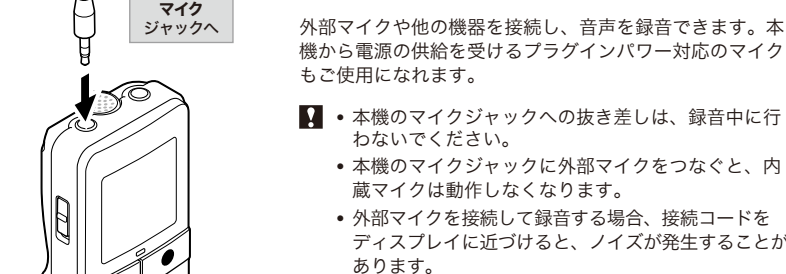 マイク
ジャックへ
外部マイクや他の機器を接続し、音声を録音できます。本
機から電源の供給を受けるプラグインパワー対応のマイク
もご使用になれます。
• 本機のマイクジャックへの抜き差しは、録音中に行
わないでください。
• 本機のマイクジャックに外部マイクをつなぐと、内
蔵マイクは動作しなくなります。
• 外部マイクを接続して録音する場合、接続コードを
ディスプレイに近づけると、ノイズが発生することが
あります。